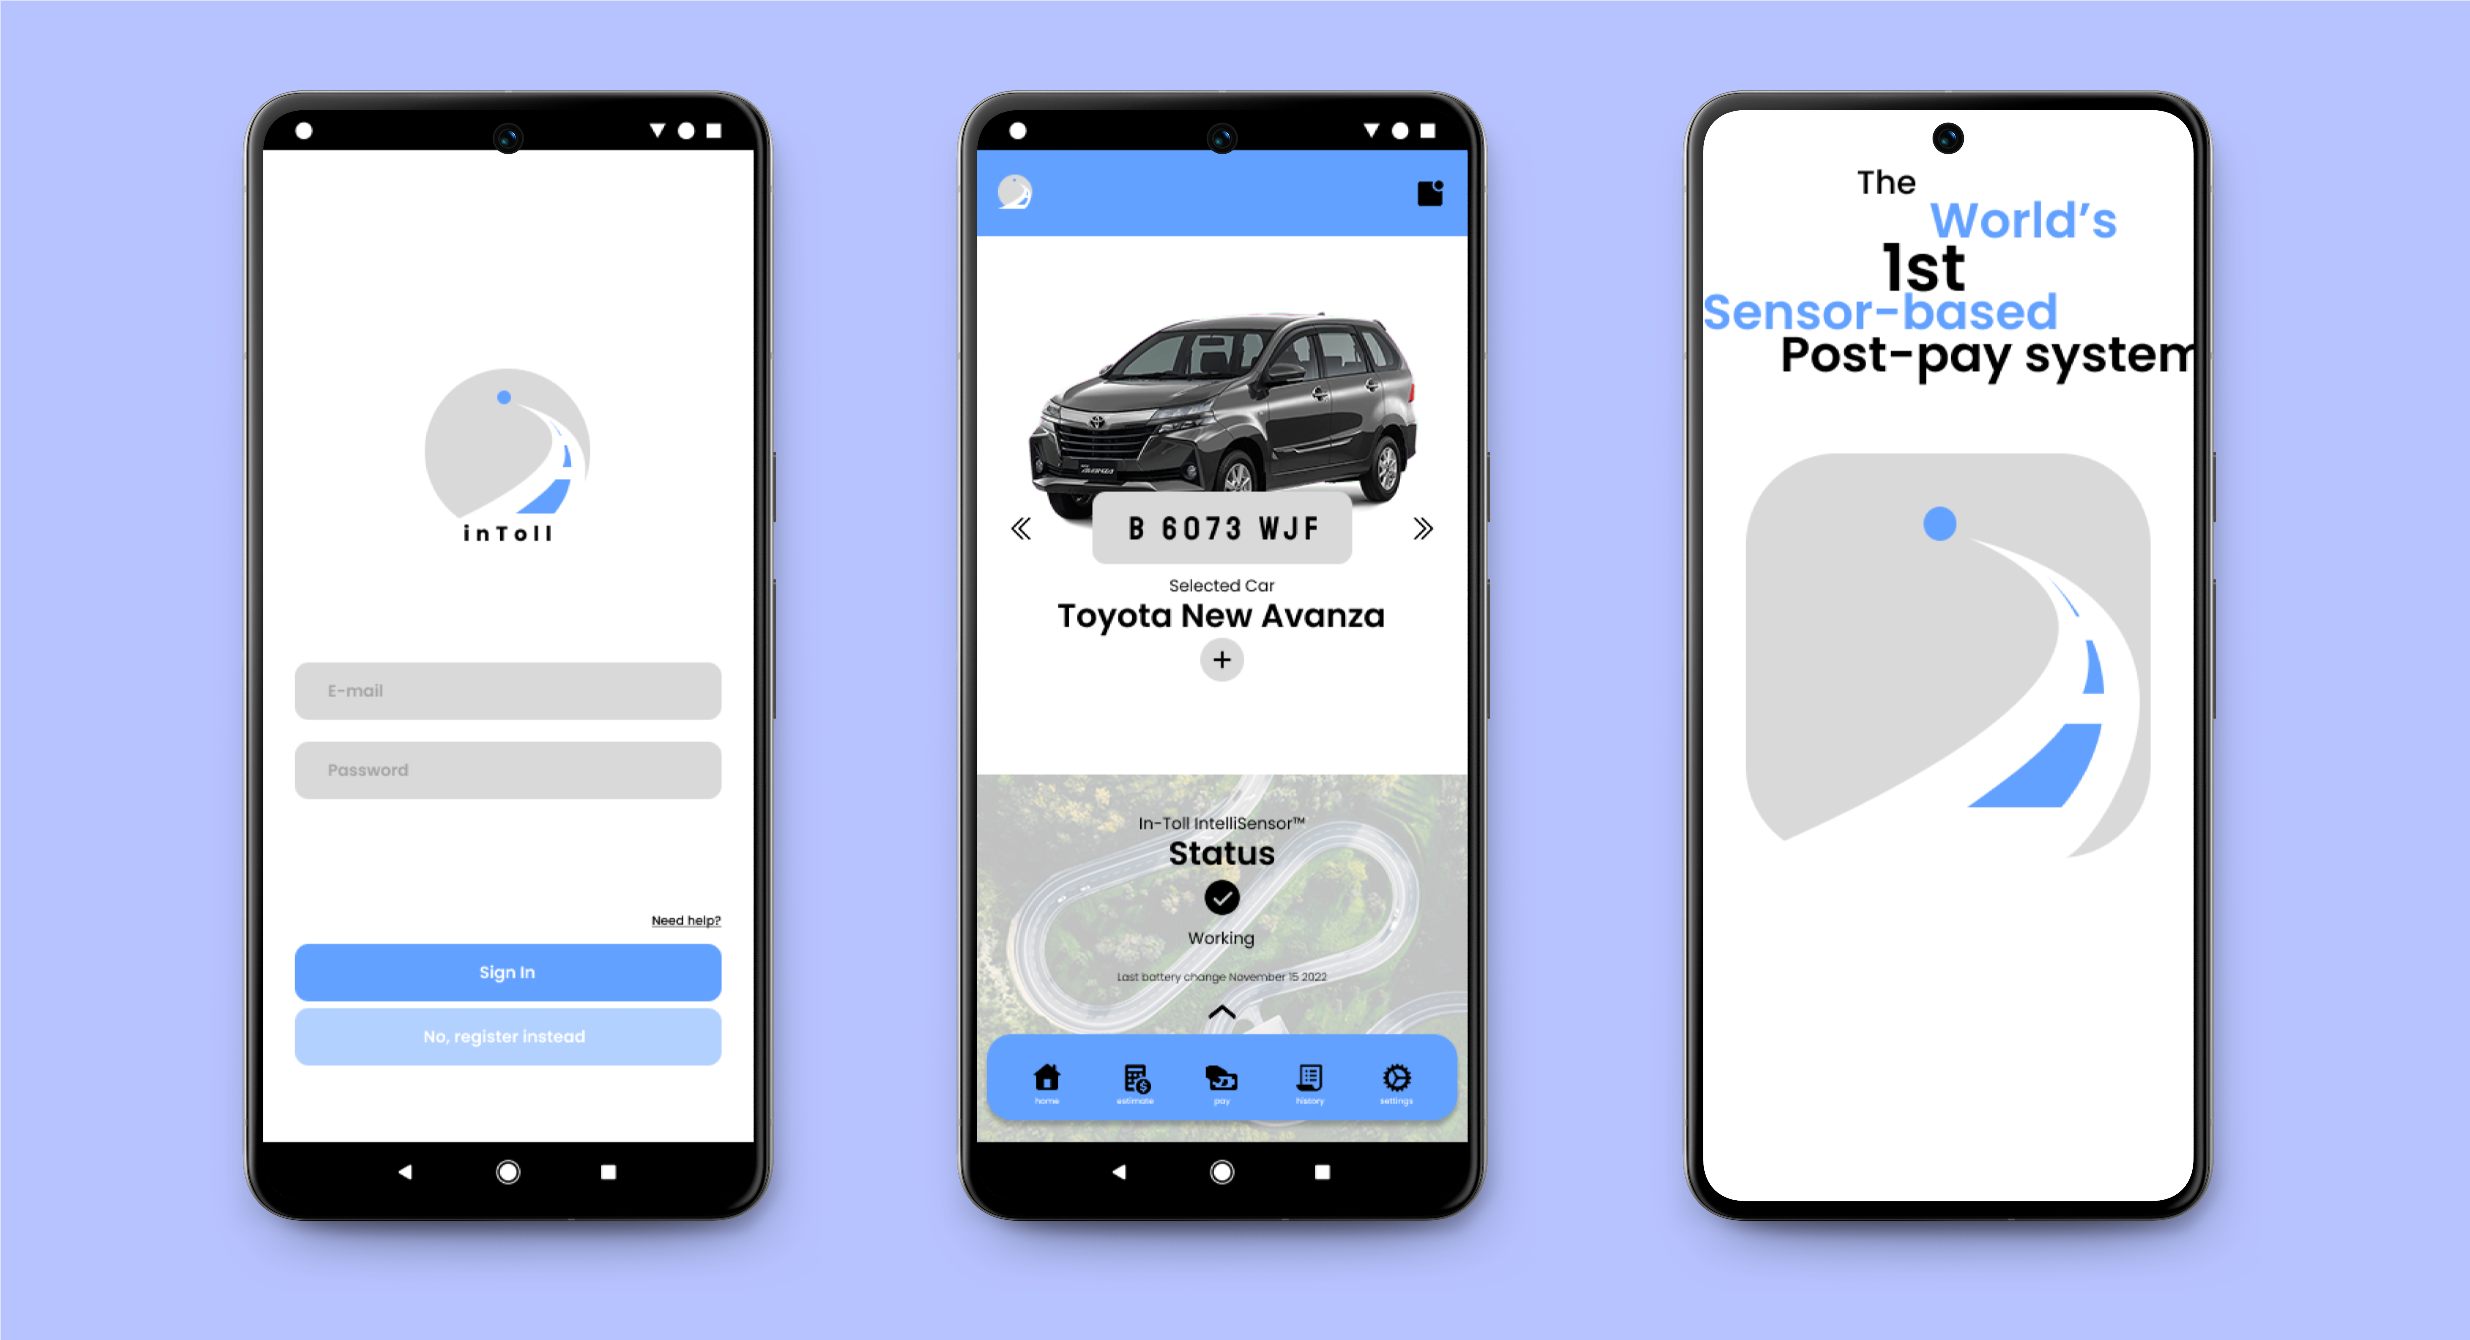 inToll
E-mail
Password
Need help?
Sign In
No, register instead
AVANZA
B 6073 WJF
Selected Car
Toyota New Avanza
+
In-Toll IntelliSensor™
Status
Working
Last battery change November 15 2022
home
estimate
pay
history
settings
The
World’s
1st
Sensor-based
Post-pay system